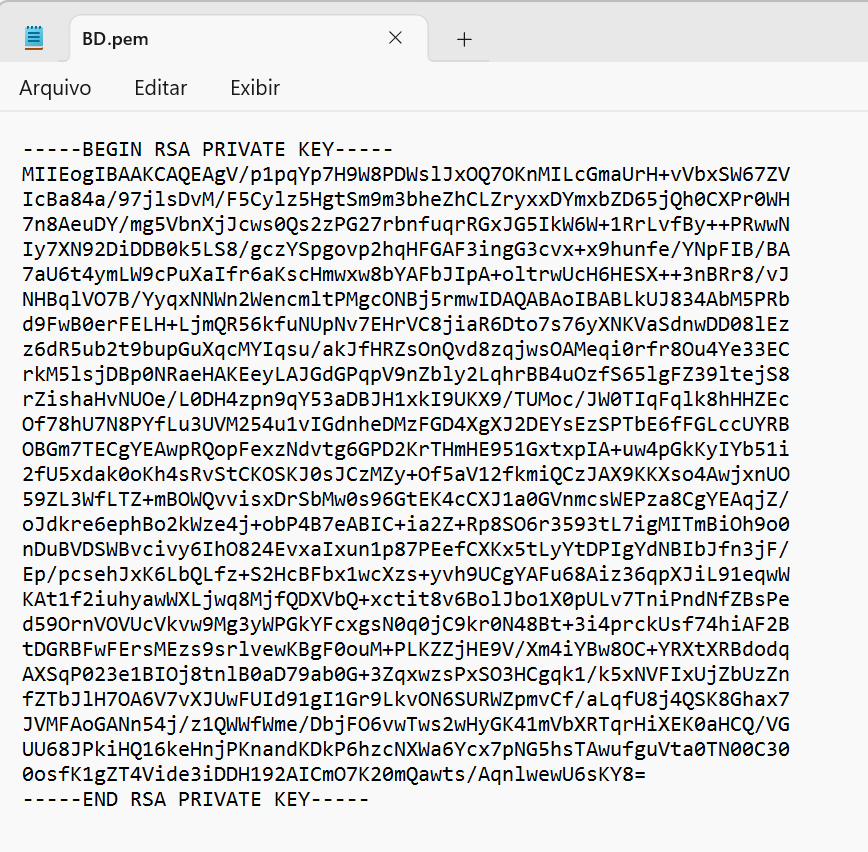 BD.pem
Arquivo Editar Exibir
-----BEGIN RSA PRIVATE KEY-----
MIIEogIBAAKCAQEAgV/p1pqYp7H9W8PDWslJxOQ7OKnMILcGmaUrH+vVbxSW67ZV
IcBa84a/97jlsDvM/F5Cylz5HgtSm9m3bheZhCLZryxxDYmxbZD65jQh0CXPr0WH
7n8AeuDY/mg5VbnXjJcws0Qs2zPG27rbnfuqrRGxJG5IkW6W+1RrLvfBy++PRwwN
Iy7XN92DiDDB0k5LS8/gczYSpgovp2hqHFGAF3ingG3cvx+x9hunfe/YNpFIB/BA
7aU6t4ymLW9cPuXaIfr6aKscHmwxw8bYAFbJIpA+oltrwUcH6HESX++3nBRr8/vJ
NHBqlVO7B/YyqxNNWn2WencmltPMgcONBj5rmwIDAQABAoIBABLkUJ834AbM5PRb
d9FwB0erFELH+LjmQR56kfuNUpNv7EHrVC8jiaR6Dto7s76yXNKVaSdnwDD08lEz
z6dR5ub2t9bupGuXqcMYIqsu/akJfHRZsOnQvd8zqjwsOAMeqi0rfr8Ou4Ye33EC
rkM5lsjDBp0NRaeHAKEeyLAJGdGPqpV9nZbly2LqhrBB4uOzfS65lgFZ39ltejS8
rZishaHvNUOe/L0DH4zpn9qY53aDBJH1xkI9UKX9/TUMoc/JW0TIqFqlk8hHHZEc
Of78hU7N8PYfLu3UVM254u1vIGdnheDMzFGD4XgXJ2DEYsEzSPTbE6fFGLccUYRB
OBGm7TECgYEAwpRQopFexzNdvtg6GPD2KrTHmHE951GxtxpIA+uw4pGkKyIYb51i
2fU5xdak0oKh4sRvStCKOSKJ0sJCzMZy+Of5aV12fkmiQCzJAX9KKXso4AwjxnUO
59ZL3WfLTZ+mBOWQvvisxDrSbMw0s96GtEK4cCXJ1a0GVnmcsWEPza8CgYEAqjZ/
oJdkre6ephBo2kWze4j+obP4B7eABIC+ia2Z+Rp8SO6r3593tL7igMITmBiOh9o0
nDuBVDSWBvcivy6IhO824EvxaIxun1p87PEefCXKx5tLyYtDPIgYdNBIbJfn3jF/
Ep/pcsehJxK6LbQLfz+S2HcBFbx1wcXzs+yvh9UCgYAFu68Aiz36qpXJiL91eqwW
KAt1f2iuhyawWXLjwq8MjfQDXVbQ+xctit8v6BolJbo1X0pULv7TniPndNfZBsPe
d59OrnVOVUcVkvw9Mg3yWPGkYFcxgsN0q0jC9kr0N48Bt+3i4prckUsf74hiAF2B
tDGRBFwFErsMEzs9srlvewKBgF0ouM+PLKZZjHE9V/Xm4iYBw8OC+YRXtXRBdodq
AXSqP023e1BIOj8tnlB0aD79ab0G+3ZqxwzsPxSO3HCgqk1/k5xNVFIxUjZbUzZn
fZTbJlH7OA6V7vXJUwFUId91gI1Gr9LkvON6SURWZpmvCf/aLqfU8j4QSK8Ghax7
JVMFAoGANn54j/z1QWWfWme/DbjFO6vwTws2wHyGK41mVbXRTqrHiXEK0aHCQ/VG
UU68JPkiHQ16keHnjPKnandKDkP6hzcNXWa6Ycx7pNG5hsTAwufguVta0TN00C30
0osfK1gZT4Vide3iDDH192AICmO7K20mQawts/AqnlwewU6sKY8=
-----END RSA PRIVATE KEY-----